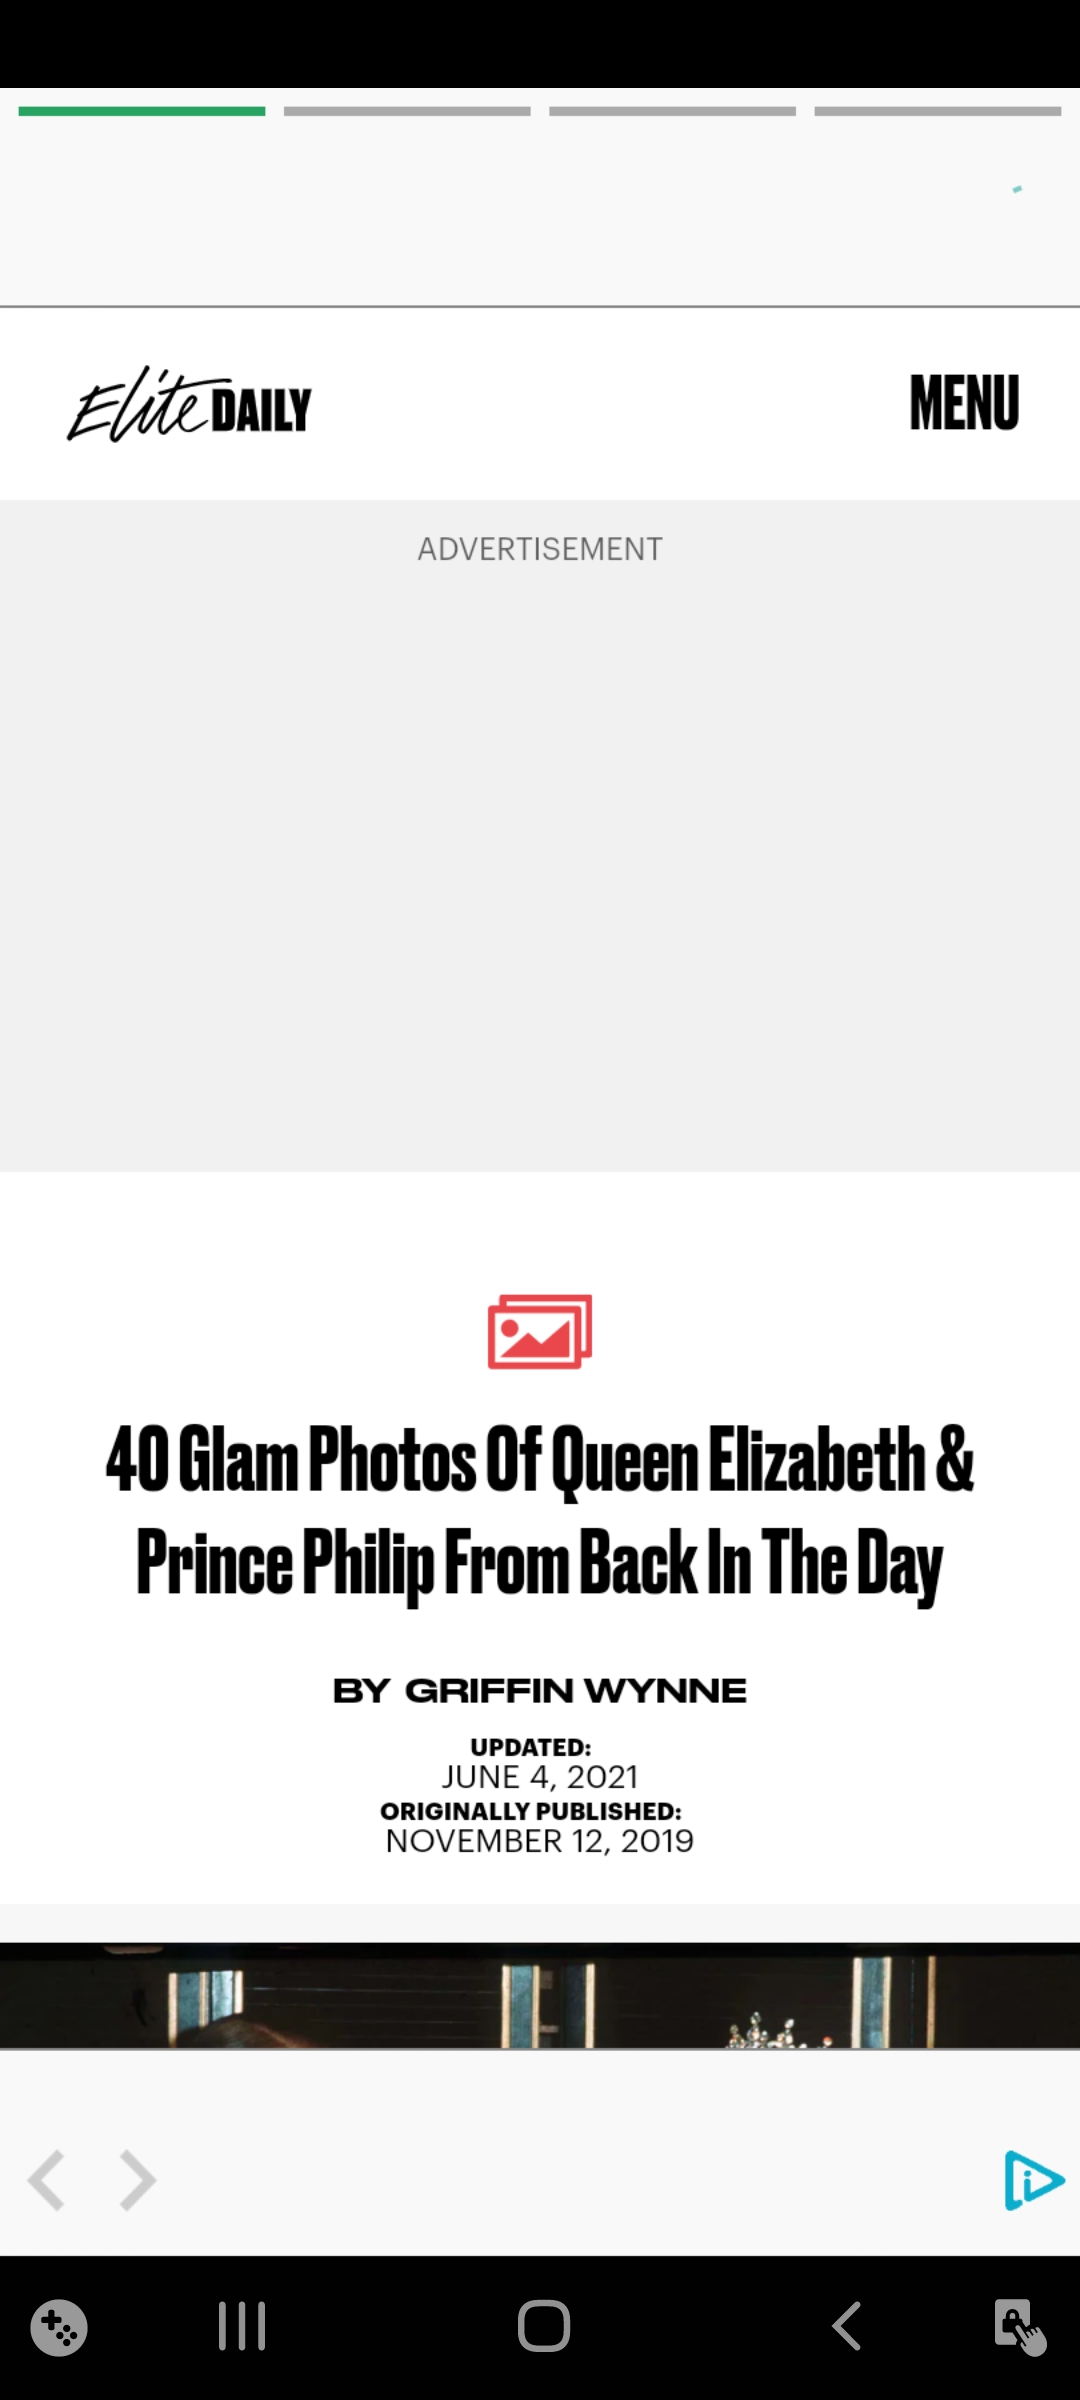 Elite DAILY
MENU
ADVERTISEMENT
40 Glam Photos Of Queen Elizabeth &
Prince Philip From Back In The Day
BY GRIFFIN WYNNE
UPDATED:
JUNE 4, 2021
ORIGINALLY PUBLISHED:
NOVEMBER 12, 2019